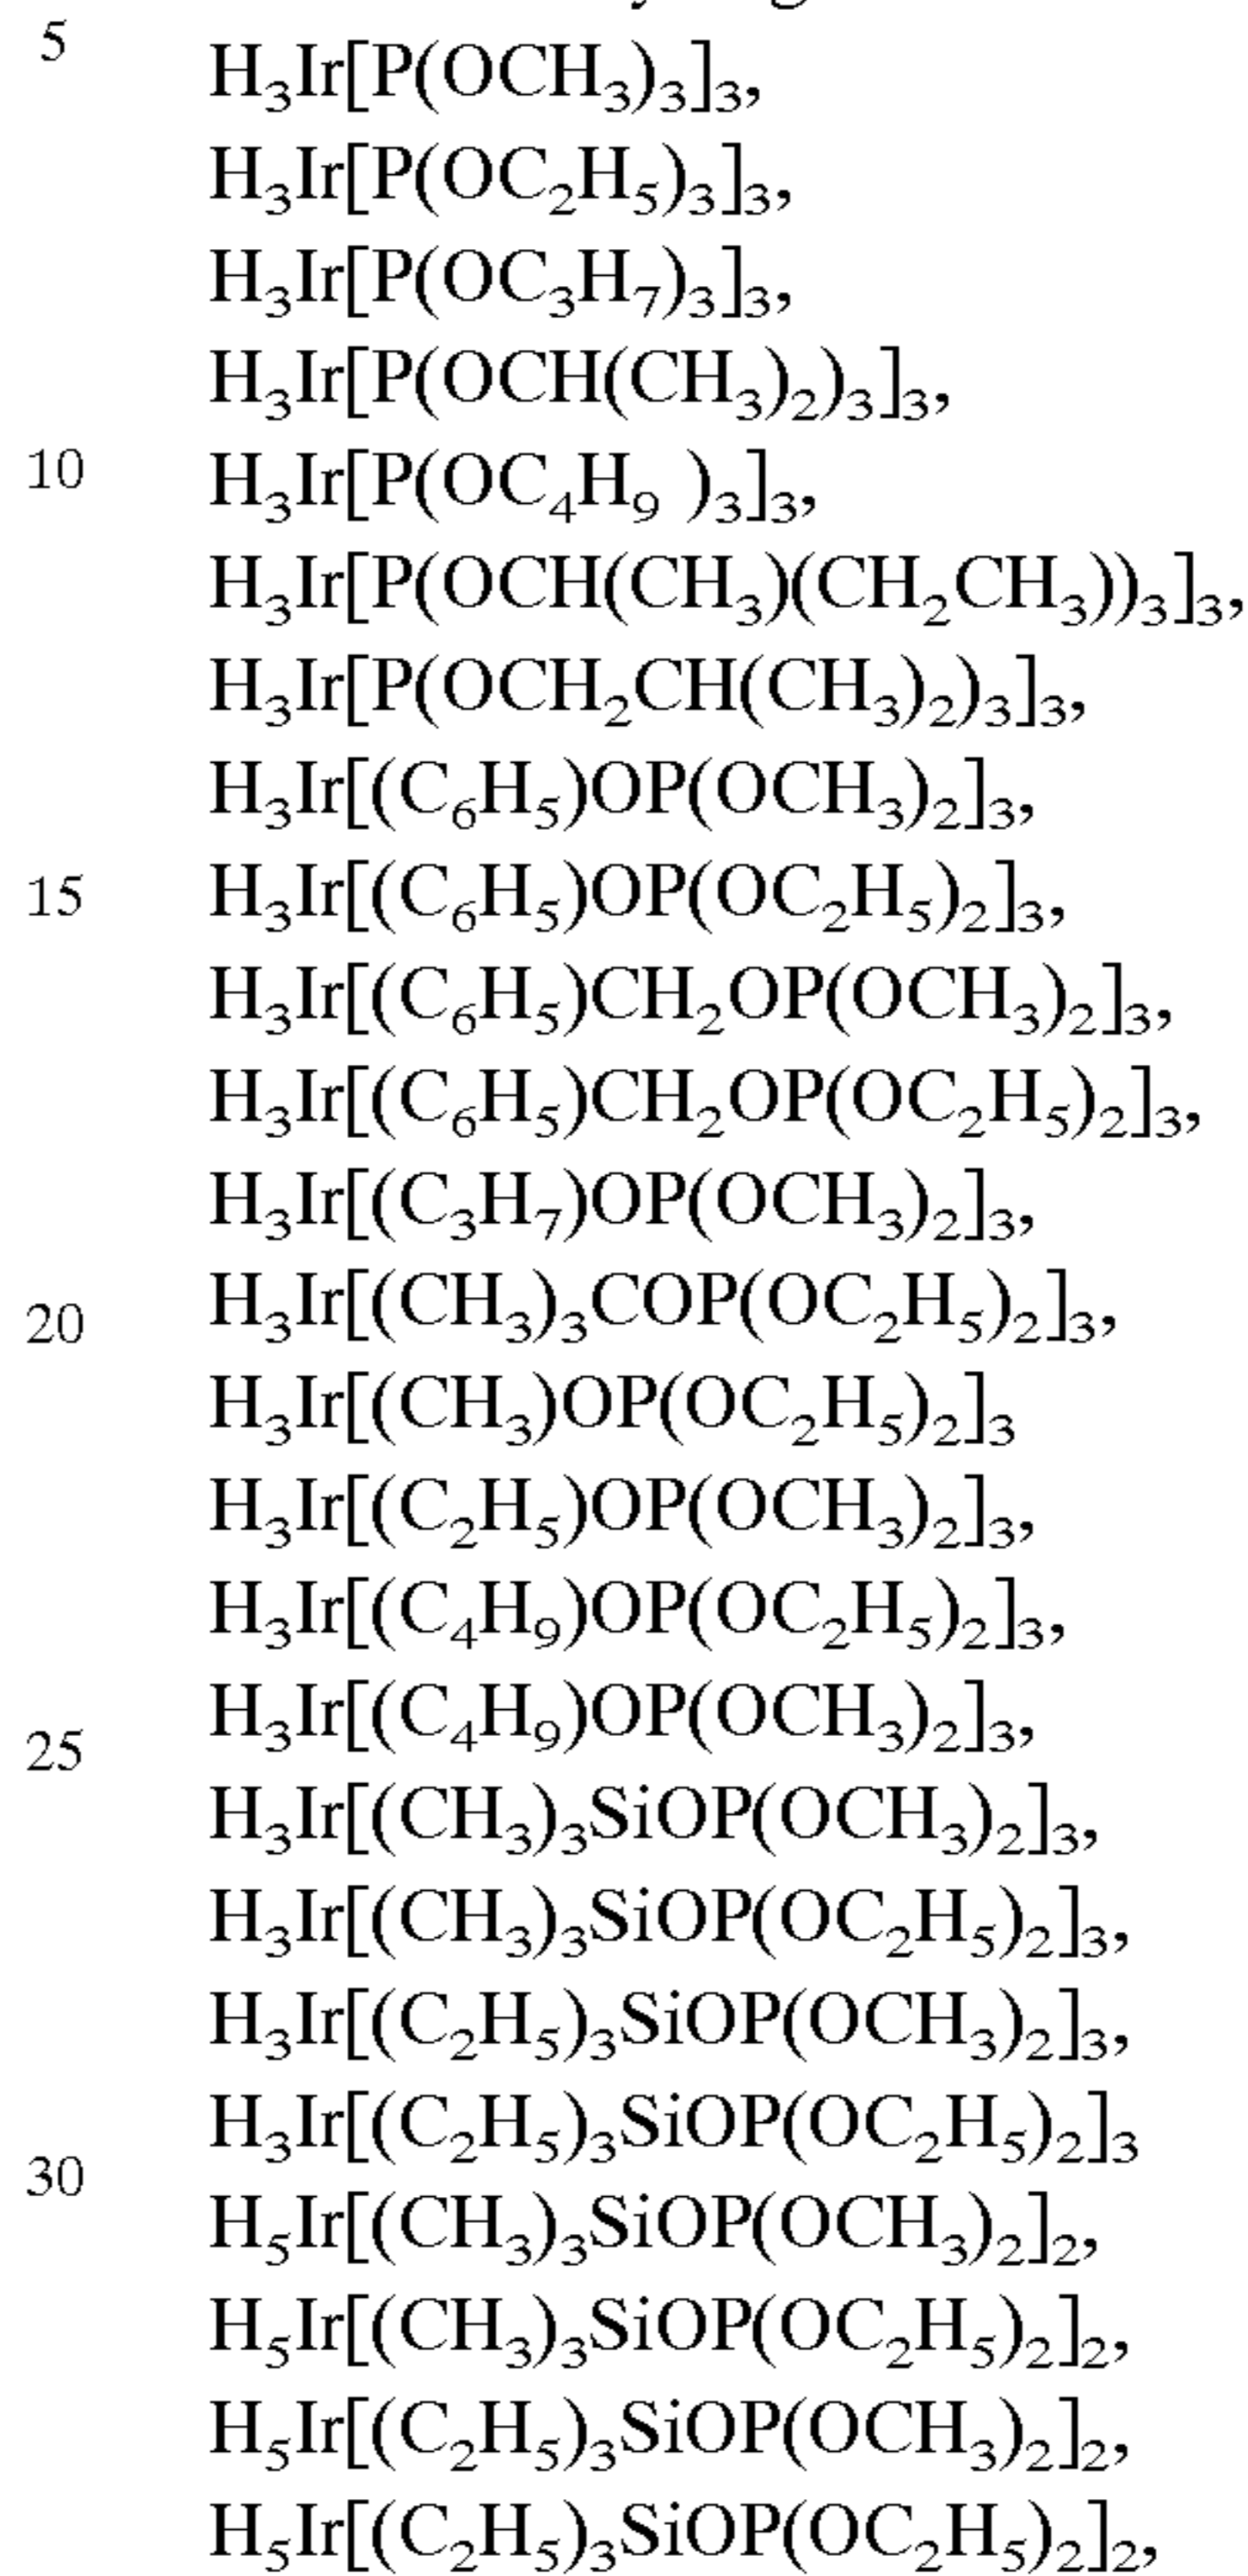 5
H₃Ir[P(OCH₃)₃]₃,
H₃Ir[P(OC₂H₅)₃]₃,
H₃Ir[P(OC₃H₇)₃]₃,
H₃Ir[P(OCH(CH₃)₂)₃]₃,
10 H₃Ir[P(OC₄H₉ )₃]₃,
H₃Ir[P(OCH(CH₃)(CH₂CH₃))₃]₃,
H₃Ir[P(OCH₂CH(CH₃)₂)₃]₃,
H₃Ir[(C₆H₅)OP(OCH₃)₂]₃,
15 H₃Ir[(C₆H₅)OP(OC₂H₅)₂]₃,
H₃Ir[(C₆H₅)CH₂OP(OCH₃)₂]₃,
H₃Ir[(C₆H₅)CH₂OP(OC₂H₅)₂]₃,
H₃Ir[(C₃H₇)OP(OCH₃)₂]₃,
20 H₃Ir[(CH₃)₃COP(OC₂H₅)₂]₃,
H₃Ir[(CH₃)OP(OC₂H₅)₂]₃
H₃Ir[(C₂H₅)OP(OCH₃)₂]₃,
H₃Ir[(C₄H₉)OP(OC₂H₅)₂]₃,
25 H₃Ir[(C₄H₉)OP(OCH₃)₂]₃,
H₃Ir[(CH₃)₃SiOP(OCH₃)₂]₃,
H₃Ir[(CH₃)₃SiOP(OC₂H₅)₂]₃,
H₃Ir[(C₂H₅)₃SiOP(OCH₃)₂]₃,
H₃Ir[(C₂H₅)₃SiOP(OC₂H₅)₂]₃
30 H₅Ir[(CH₃)₃SiOP(OCH₃)₂]₂,
H₅Ir[(CH₃)₃SiOP(OC₂H₅)₂]₂,
H₅Ir[(C₂H₅)₃SiOP(OCH₃)₂]₂,
H₅Ir[(C₂H₅)₃SiOP(OC₂H₅)₂]₂,